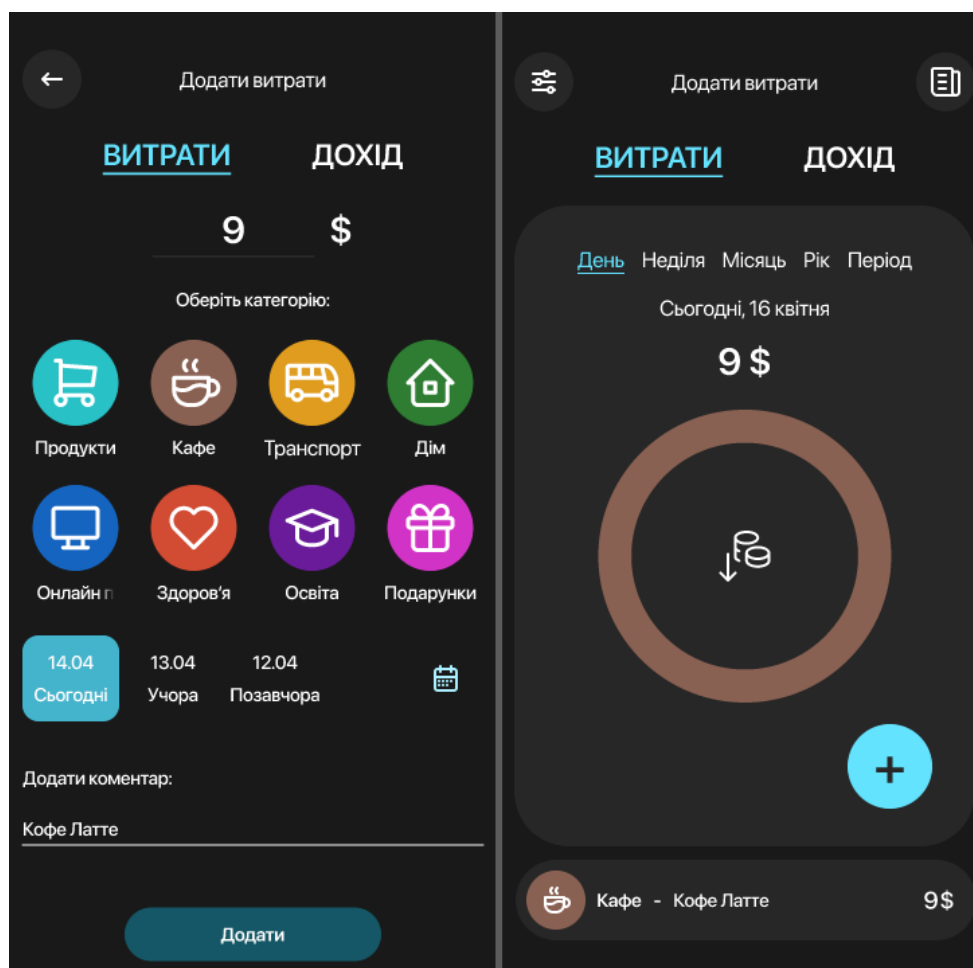 Додати витрати
ВИТРАТИ ДОХІД
9 $
Оберіть категорію:
Продукти Кафе Транспорт Дім
Онлайн п Здоров'я Освіта Подарунки
14.04 13.04 12.04
Сьогодні Учора Позавчора
Додати коментар:
Кофе Латте
Додати
Додати витрати
ВИТРАТИ ДОХІД
День Неділя Місяць Рік Період
Сьогодні, 16 квітня
9 $
+
Кафе - Кофе Латте 9$